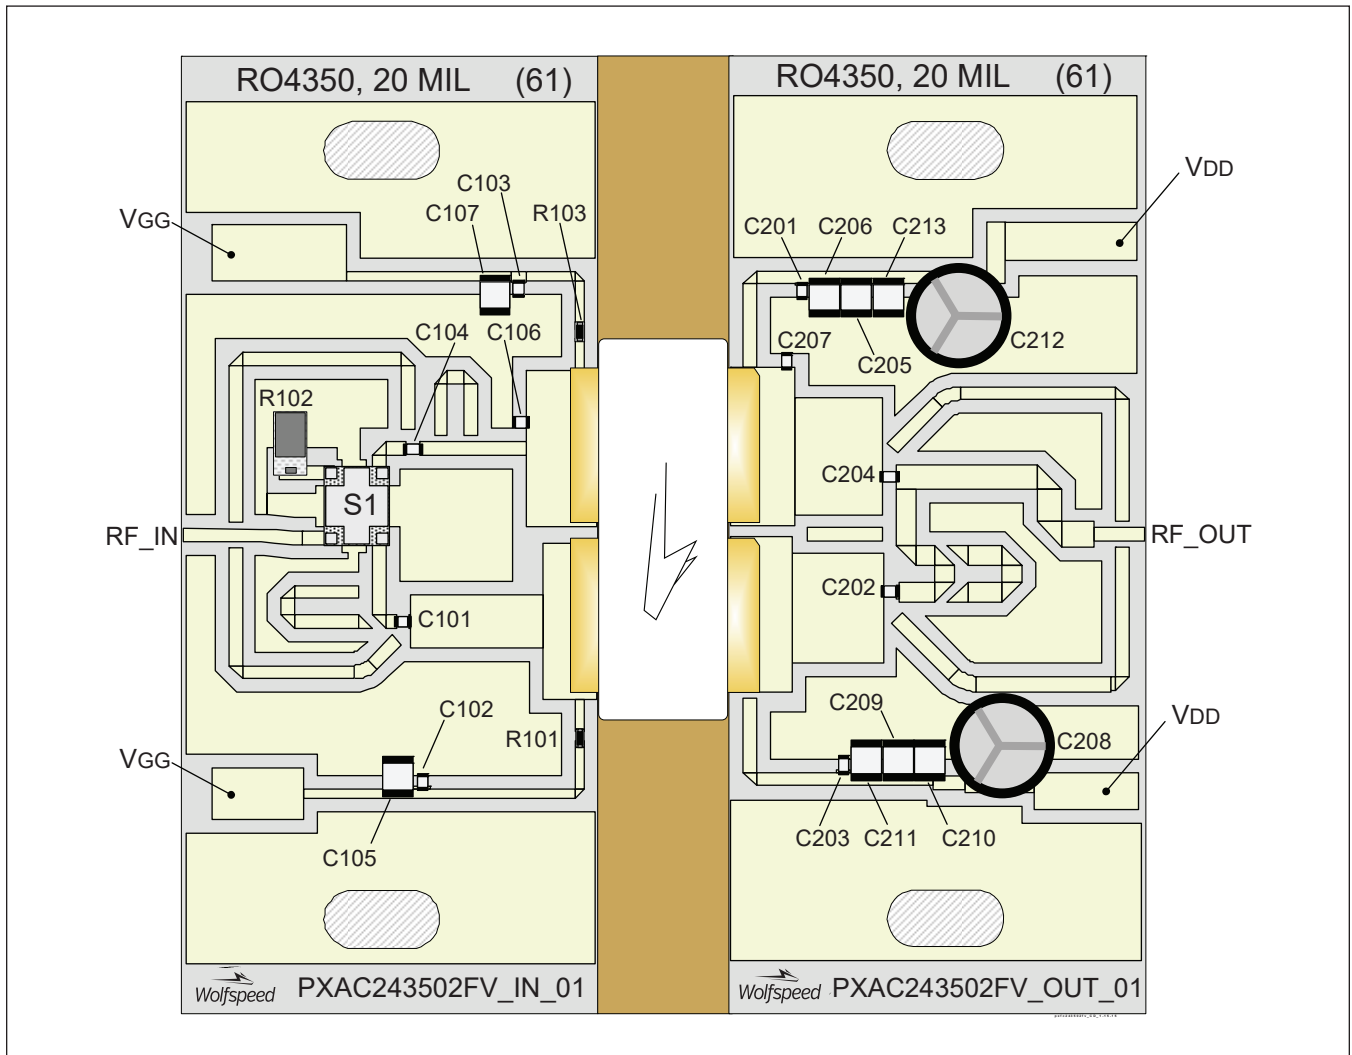 RO4350, 20 MIL (61)
RO4350, 20 MIL (61)
VDD
C103
VGG
C107
R103
C201
C206
C213
C104
C106
C207
C205
C212
R102
C204
S1
RF_IN
RF_OUT
C202
C101
C102
C209
VDD
R101
C208
VGG
C203
C211
C210
C105
Wolfspeed
PXAC243502FV_IN_01
Wolfspeed
PXAC243502FV_OUT_01